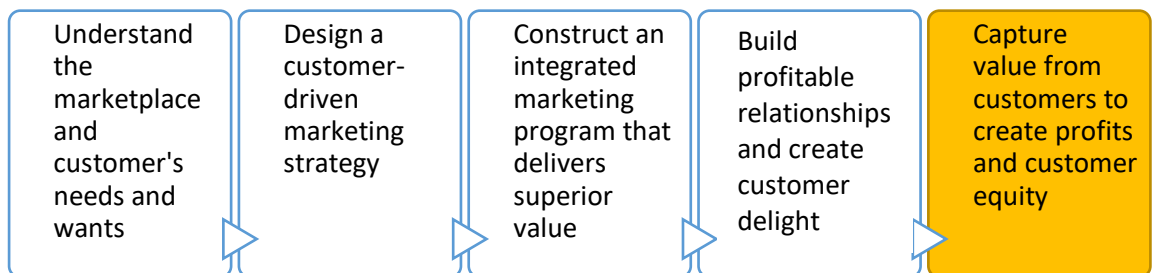 Understand
the
marketplace
and
customer's
needs and
wants
Design a
customer-
driven
marketing
strategy
Construct an
integrated
marketing
program that
delivers
superior
value
Build
profitable
relationships
and create
customer
delight
Capture
value from
customers to
create profits
and customer
equity